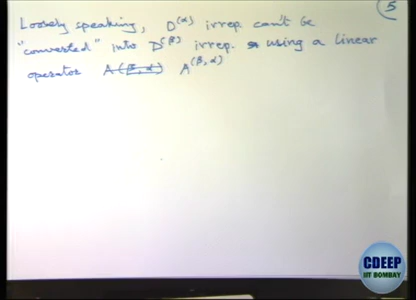 5
Loosely speaking, D^(α) irrep. can't be
"converted" into D^(β) irrep. using a linear
operator A(β, α) A^(β, α)
CDEEP
IIT BOMBAY